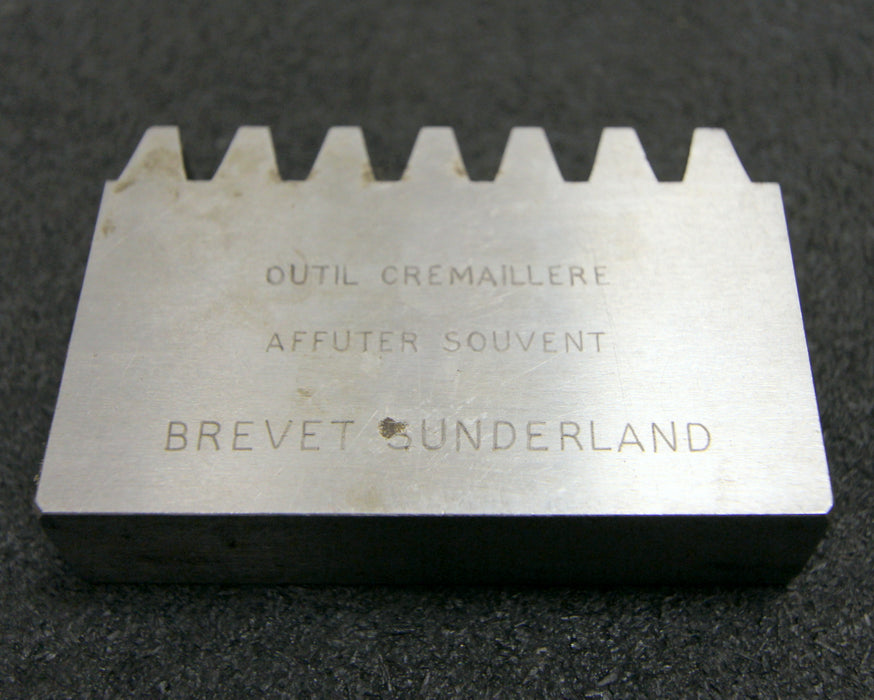 OUTIL CREMAILLERE
AFFUTER SOUVENT
BREVET SUNDERLAND